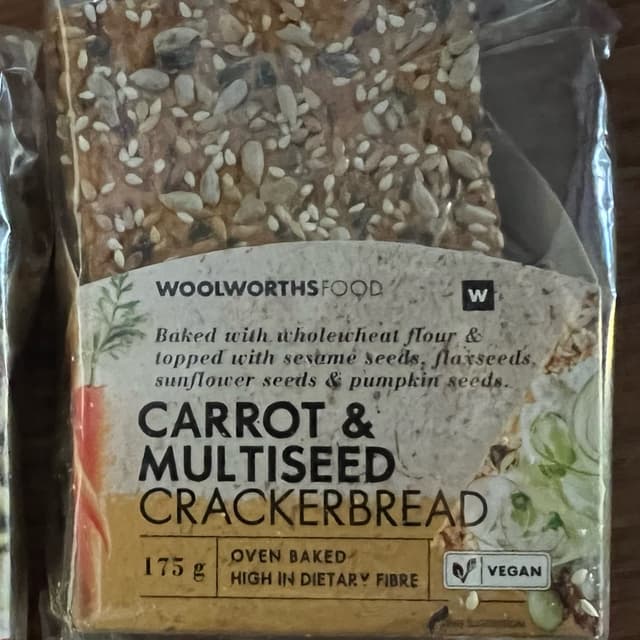 WOOLWORTHSFOOD
W
Baked with wholewheat flour &
topped with sesame seeds, flaxseeds,
sunflower seeds & pumpkin seeds.
CARROT &
MULTISEED
CRACKERBREAD
175 g
OVEN BAKED
HIGH IN DIETARY FIBRE
VEGAN